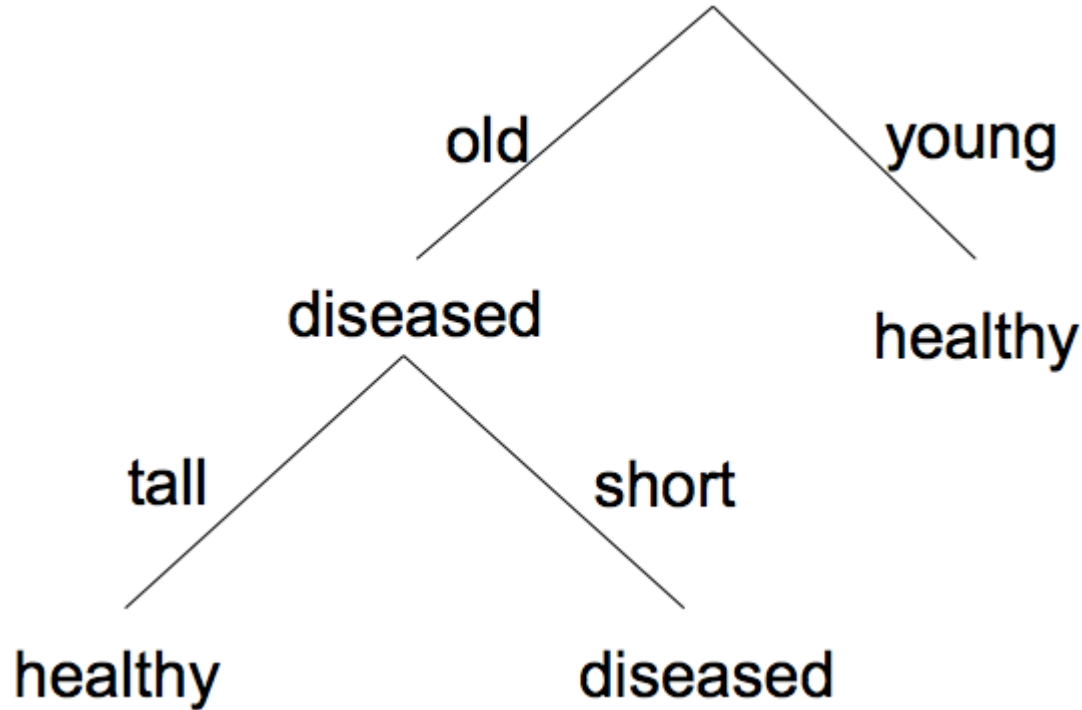 old
young
diseased
healthy
tall
short
healthy
diseased